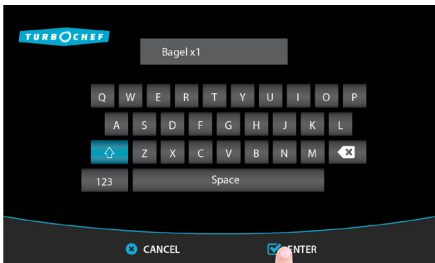 TURBOCHEF
Bagel x1
Q W E R T Y U I O P
A S D F G H J K L
Z X C V B N M
123 Space
CANCEL ENTER